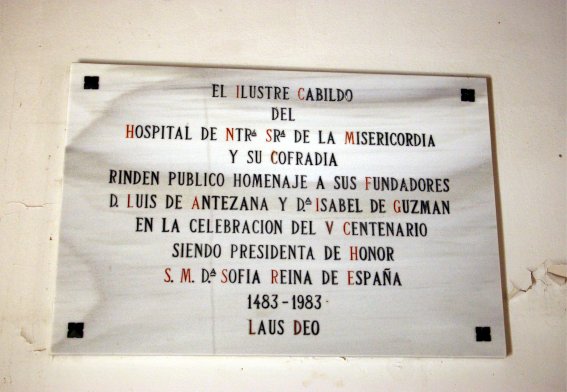 EL ILUSTRE CABILDO
DEL
HOSPITAL DE NTRª SRª DE LA MISERICORDIA
Y SU COFRADIA
RINDEN PUBLICO HOMENAJE A SUS FUNDADORES
D. LUIS DE ANTEZANA Y D.ª ISABEL DE GUZMAN
EN LA CELEBRACION DEL V CENTENARIO
SIENDO PRESIDENTA DE HONOR
S. M. D.ª SOFIA REINA DE ESPAÑA
1483-1983
LAUS DEO